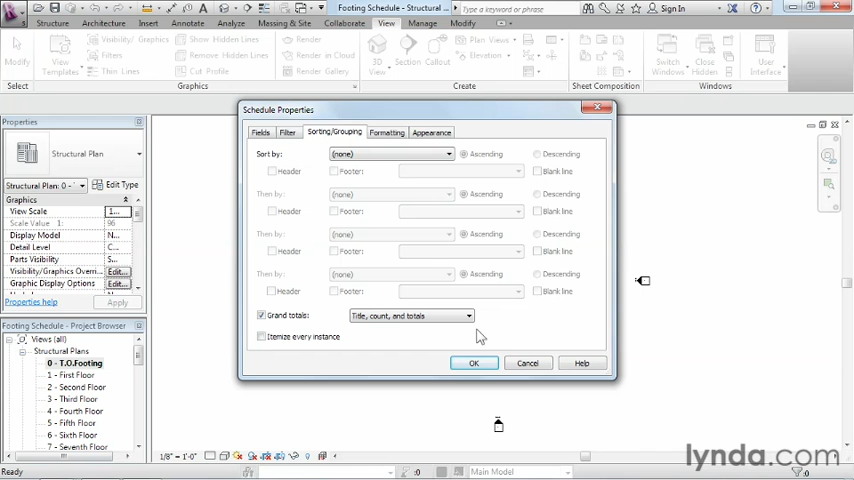 Footing Schedule - Structural ...
Type a keyword or phrase
Sign In
Structure
Architecture
Insert
Annotate
Analyze
Massing & Site
Collaborate
View
Manage
Modify
Modify
View
Templates
Visibility/ Graphics
Filters
Thin Lines
Show Hidden Lines
Remove Hidden Lines
Cut Profile
Render
Render in Cloud
Render Gallery
3D
View
Section
Callout
Plan Views
Elevation
Switch
Windows
Close
Hidden
User
Interface
Select
Graphics
Create
Sheet Composition
Windows
Properties
Structural Plan
Structural Plan: 0 - '
Edit Type
Graphics
View Scale 1...
Scale Value 1: 96
Display Model N...
Detail Level C...
Parts Visibility S...
Visibility/Graphics Overri... Edit...
Graphic Display Options Edit...
Properties help
Apply
Footing Schedule - Project Browser
Views (all)
Structural Plans
0 - T.O.Footing
1 - First Floor
2 - Second Floor
3 - Third Floor
4 - Fourth Floor
5 - Fifth Floor
6 - Sixth Floor
7 - Seventh Floor
Schedule Properties
Fields
Filter
Sorting/Grouping
Formatting
Appearance
Sort by: (none) Ascending Descending
Header Footer: Blank line
Then by: (none) Ascending Descending
Header Footer: Blank line
Then by: (none) Ascending Descending
Header Footer: Blank line
Then by: (none) Ascending Descending
Header Footer: Blank line
Grand totals: Title, count, and totals
Itemize every instance
OK
Cancel
Help
1/8" = 1'-0"
Ready
:0
Main Model
:0
lynda.com